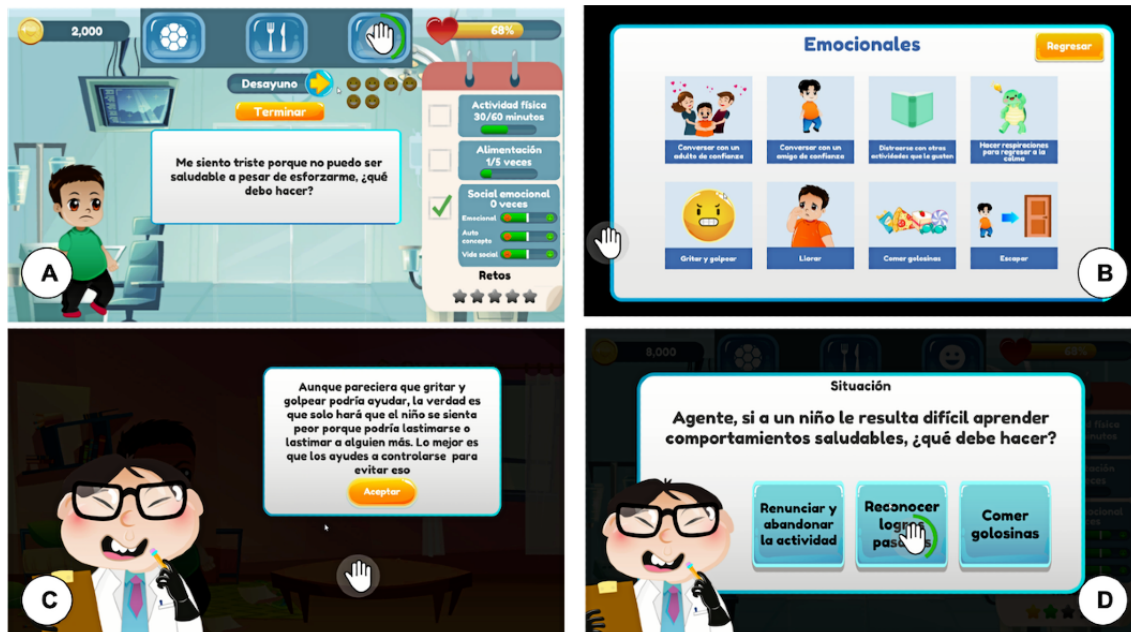 2,000
68%
Desayuno
Terminar
Me siento triste porque no puedo ser
saludable a pesar de esforzarme, ¿qué
debo hacer?
Actividad física
30/60 minutos
Alimentación
1/5 veces
Social emocional
0 veces
Emocional
Auto
concepto
Vida social
Retos
A
Emocionales
Regresar
Conversar con un
adulto de confianza
Conversar con un
amigo de confianza
Distraerse con otras
actividades que le gusten
Hacer respiraciones
para regresar a la
calma
Gritar y golpear
Llorar
Comer golosinas
Escapar
B
Aunque pareciera que gritar y
golpear podría ayudar, la verdad es
que solo hará que el niño se sienta
peor porque podría lastimarse o
lastimar a alguien más. Lo mejor es
que los ayudes a controlarse para
evitar eso
Aceptar
C
8,000
68%
Situación
Agente, si a un niño le resulta difícil aprender
comportamientos saludables, ¿qué debe hacer?
Renunciar y
abandonar
la actividad
Reconocer
logros
Comer
golosinas
D